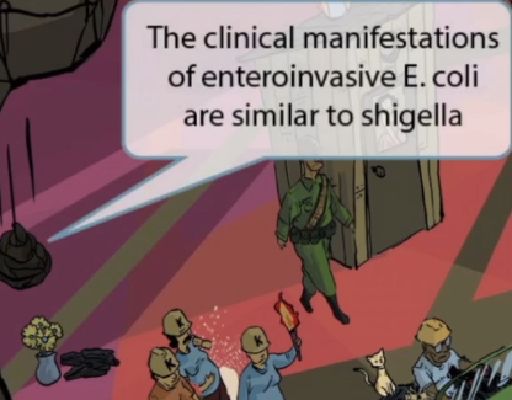 The clinical manifestations
of enteroinvasive E. coli
are similar to shigella
K
K
K